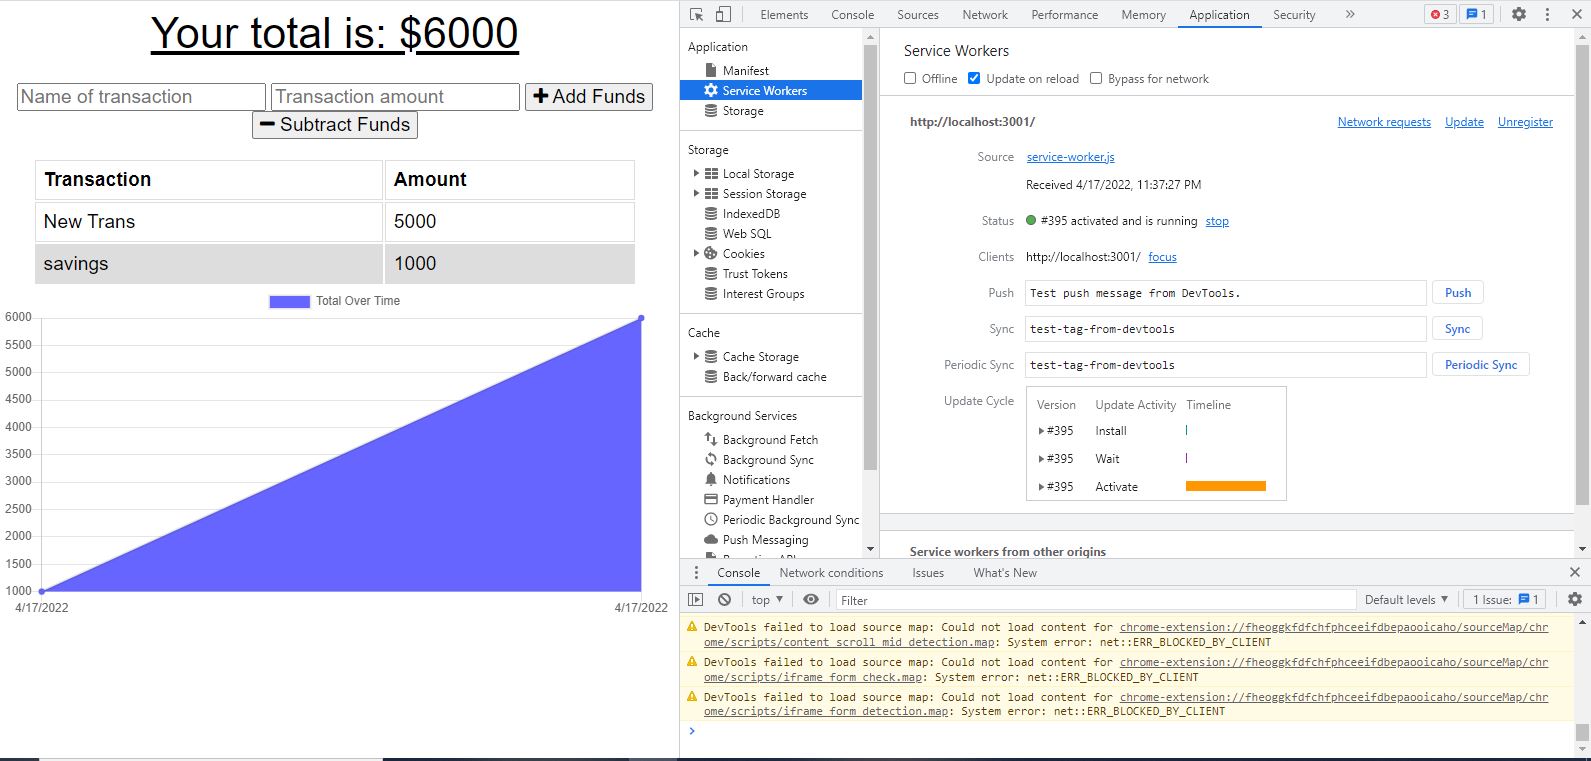 Your total is: $6000
Name of transaction Transaction amount Add Funds
Subtract Funds
Transaction Amount
New Trans 5000
savings 1000
Total Over Time
6000
5500
5000
4500
4000
3500
3000
2500
2000
1500
1000
4/17/2022 4/17/2022
Elements Console Sources Network Performance Memory Application Security » 3 1
Application
Manifest
Service Workers
Storage
Storage
Local Storage
Session Storage
IndexedDB
Web SQL
Cookies
Trust Tokens
Interest Groups
Cache
Cache Storage
Back/forward cache
Background Services
Background Fetch
Background Sync
Notifications
Payment Handler
Periodic Background Sync
Push Messaging
Service Workers
Offline Update on reload Bypass for network
http://localhost:3001/ Network requests Update Unregister
Source service-worker.js
Received 4/17/2022, 11:37:27 PM
Status #395 activated and is running stop
Clients http://localhost:3001/ focus
Push Test push message from DevTools. Push
Sync test-tag-from-devtools Sync
Periodic Sync test-tag-from-devtools Periodic Sync
Update Cycle Version Update Activity Timeline
#395 Install
#395 Wait
#395 Activate
Service workers from other origins
Console Network conditions Issues What's New
top Filter Default levels 1 Issue: 1
DevTools failed to load source map: Could not load content for chrome-extension://fheoggkfdfchfphceeifdbepaooicaho/sourceMap/chr
ome/scripts/content_scroll_mid_detection.map: System error: net::ERR_BLOCKED_BY_CLIENT
DevTools failed to load source map: Could not load content for chrome-extension://fheoggkfdfchfphceeifdbepaooicaho/sourceMap/chr
ome/scripts/iframe_form_check.map: System error: net::ERR_BLOCKED_BY_CLIENT
DevTools failed to load source map: Could not load content for chrome-extension://fheoggkfdfchfphceeifdbepaooicaho/sourceMap/chr
ome/scripts/iframe_form_detection.map: System error: net::ERR_BLOCKED_BY_CLIENT